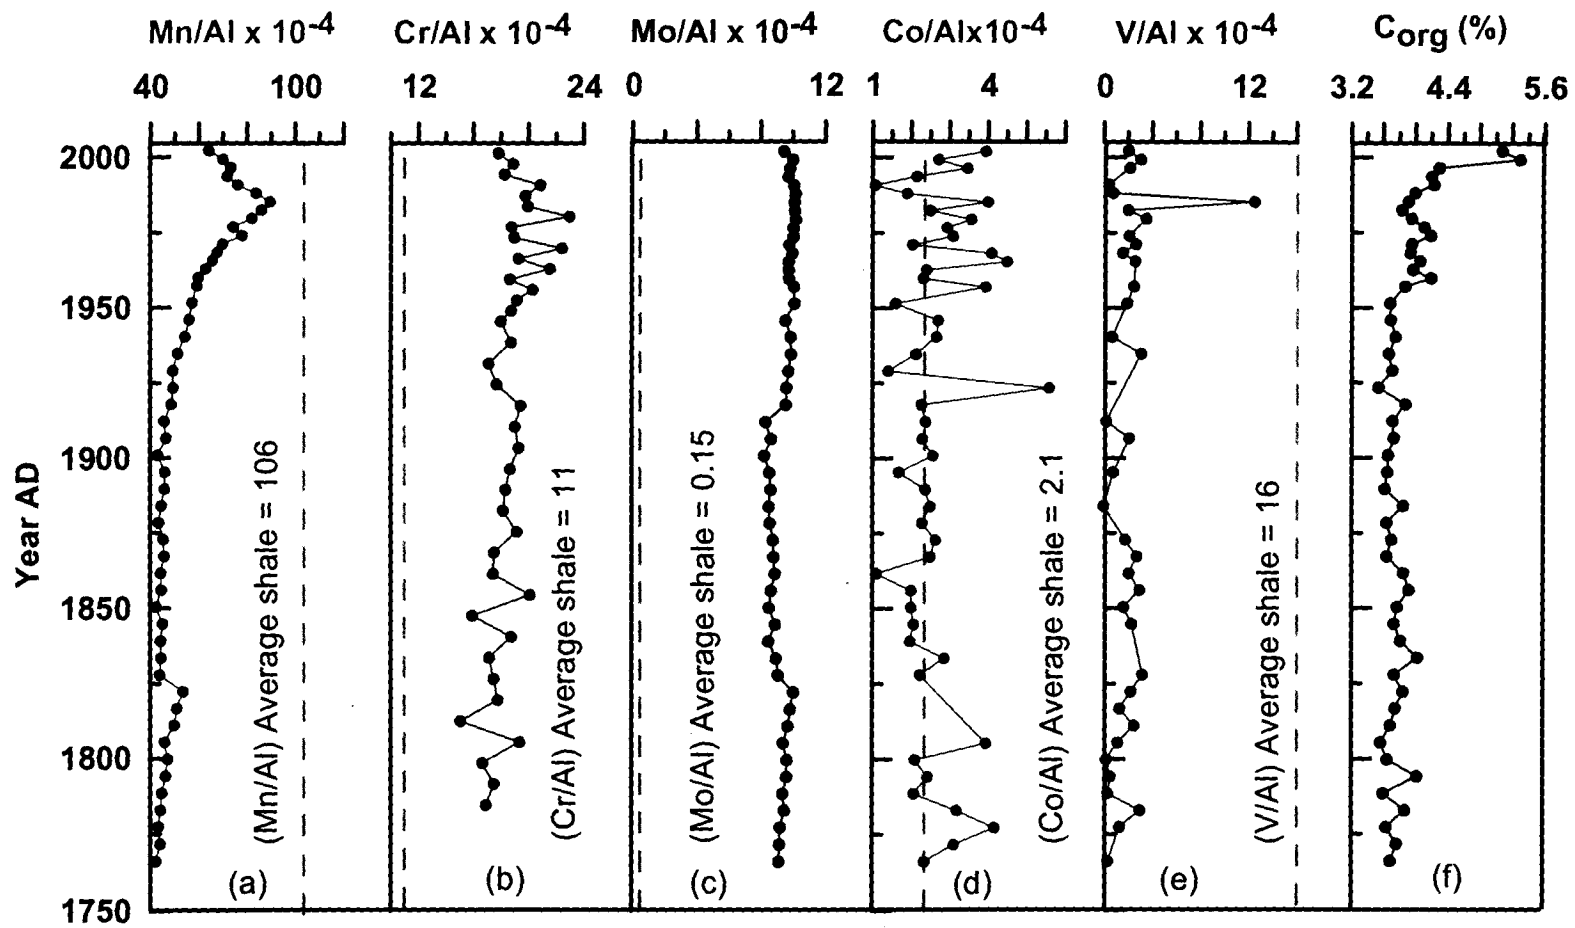 Mn/Al x 10-4 Cr/Al x 10-4 Mo/Al x 10-4 Co/Alx10-4 V/Al x 10-4 Corg (%)
40 100 12 24 0 12 1 4 0 12 3.2 4.4 5.6
2000
1950
1900
1850
1800
1750
Year AD
(Mn/Al) Average shale = 106
(Cr/Al) Average shale = 11
(Mo/Al) Average shale = 0.15
(Co/Al) Average shale = 2.1
(V/Al) Average shale = 16
(a) (b) (c) (d) (e) (f)